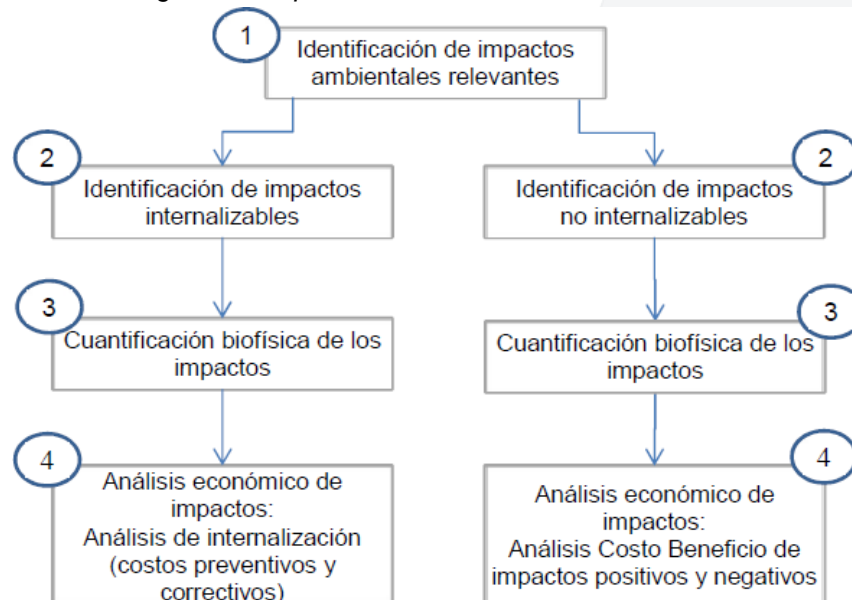 1
Identificación de impactos
ambientales relevantes
2
Identificación de impactos
internalizables
2
Identificación de impactos
no internalizables
3
Cuantificación biofísica de los
impactos
3
Cuantificación biofísica de los
impactos
4
Análisis económico de
impactos:
Análisis de internalización
(costos preventivos y
correctivos)
4
Análisis económico de
impactos:
Análisis Costo Beneficio de
impactos positivos y negativos